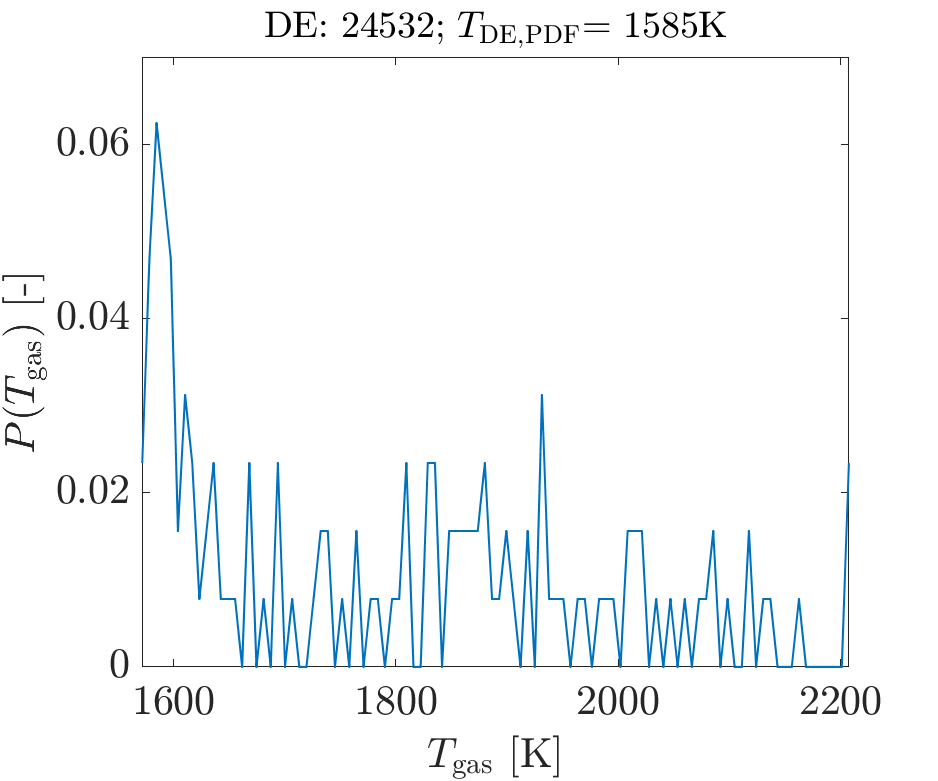 DE: 24532; T_DE,PDF= 1585K
P(T_gas) [-]
0.06
0.04
0.02
0
1600 1800 2000 2200
T_gas [K]